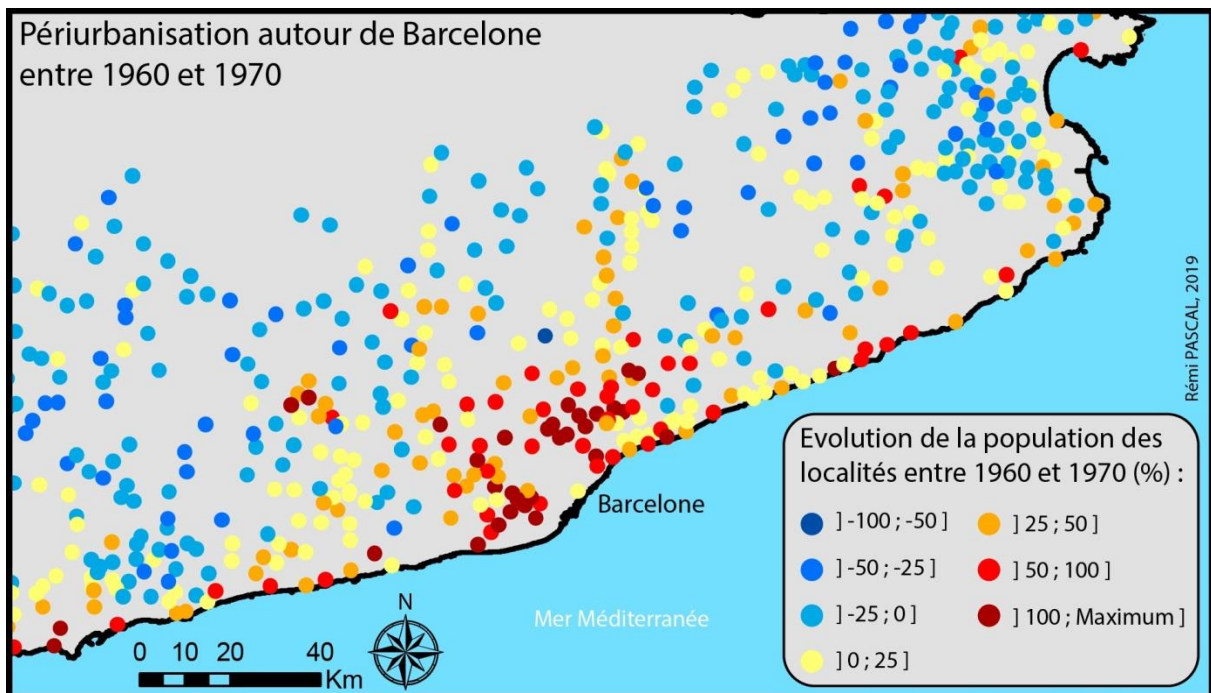 Périurbanisation autour de Barcelone
entre 1960 et 1970
Rémi PASCAL, 2019
Barcelone
Mer Méditerranée
N
0 10 20 40
Km
Evolution de la population des
localités entre 1960 et 1970 (%) :
] -100 ; -50 ]
] -50 ; -25 ]
] -25 ; 0 ]
] 0 ; 25 ]
] 25 ; 50 ]
] 50 ; 100 ]
] 100 ; Maximum ]